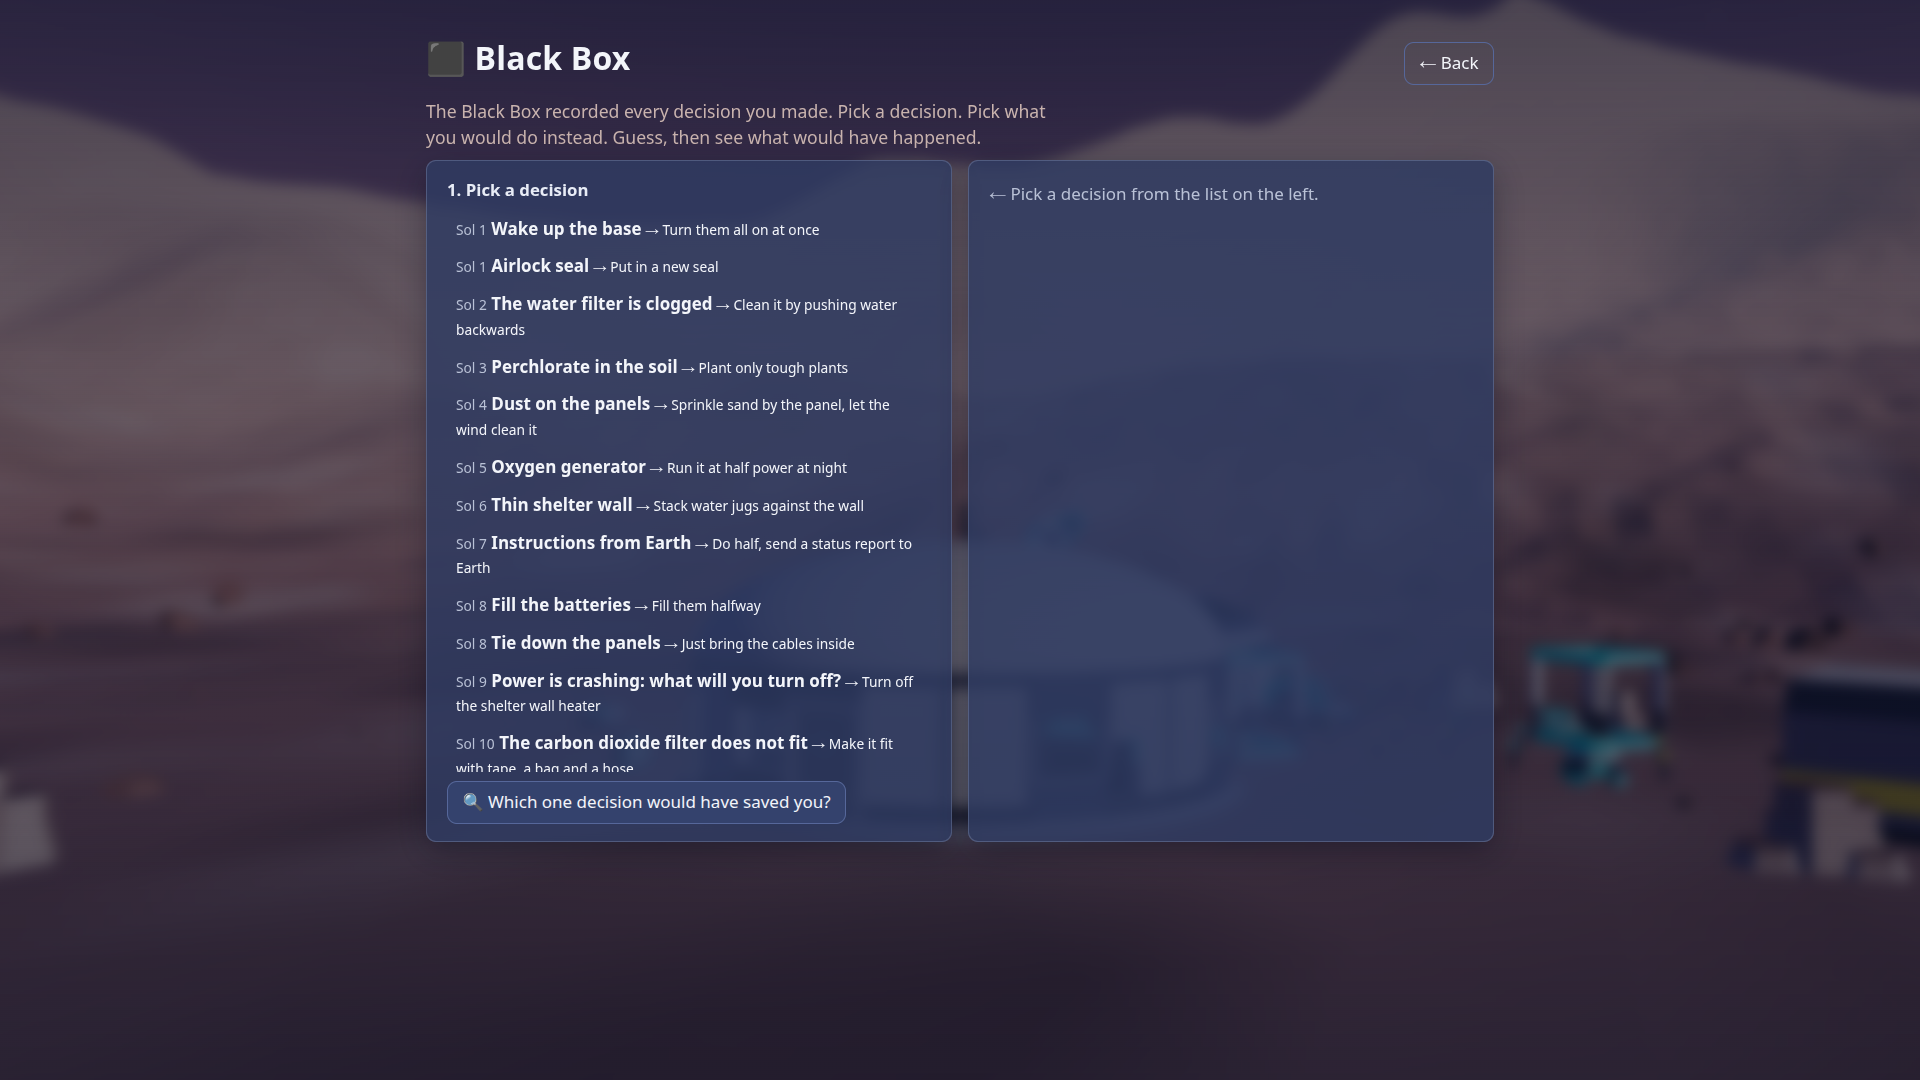 Black Box
← Back
The Black Box recorded every decision you made. Pick a decision. Pick what
you would do instead. Guess, then see what would have happened.
1. Pick a decision
Sol 1 Wake up the base → Turn them all on at once
Sol 1 Airlock seal → Put in a new seal
Sol 2 The water filter is clogged → Clean it by pushing water
backwards
Sol 3 Perchlorate in the soil → Plant only tough plants
Sol 4 Dust on the panels → Sprinkle sand by the panel, let the
wind clean it
Sol 5 Oxygen generator → Run it at half power at night
Sol 6 Thin shelter wall → Stack water jugs against the wall
Sol 7 Instructions from Earth → Do half, send a status report to
Earth
Sol 8 Fill the batteries → Fill them halfway
Sol 8 Tie down the panels → Just bring the cables inside
Sol 9 Power is crashing: what will you turn off? → Turn off
the shelter wall heater
Sol 10 The carbon dioxide filter does not fit → Make it fit
with tape, a bag and a hose
🔍 Which one decision would have saved you?
← Pick a decision from the list on the left.